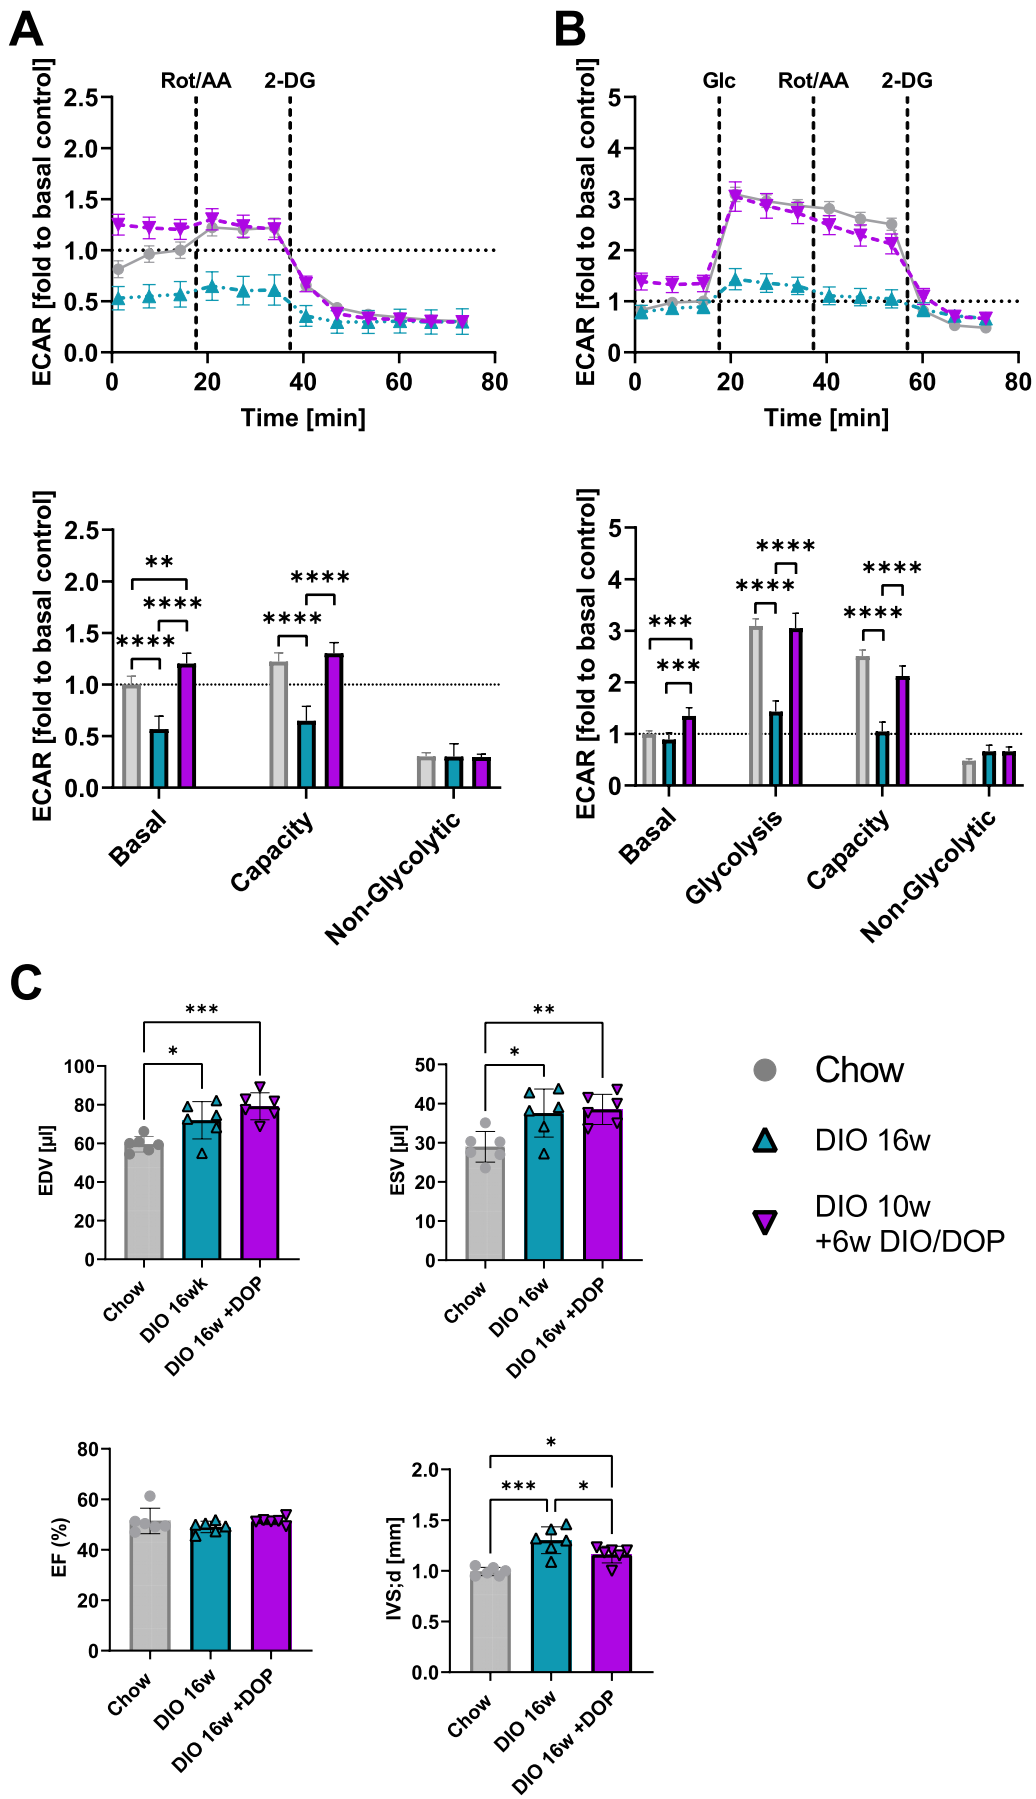 A
B
Rot/AA 2-DG
ECAR [fold to basal control]
2.5
2.0
1.5
1.0
0.5
0.0
0 20 40 60 80
Time [min]
Glc Rot/AA 2-DG
ECAR [fold to basal control]
5
4
3
2
1
0
0 20 40 60 80
Time [min]
ECAR [fold to basal control]
2.5
2.0
1.5
1.0
0.5
0.0
**
****
****
****
****
Basal
Capacity
Non-Glycolytic
ECAR [fold to basal control]
5
4
3
2
1
0
***
***
****
****
****
****
Basal
Glycolysis
Capacity
Non-Glycolytic
C
EDV [µl]
100
80
60
40
20
0
***
*
Chow
DIO 16wk
DIO 16w +DOP
ESV [µl]
50
40
30
20
10
0
**
*
Chow
DIO 16w
DIO 16w +DOP
Chow
DIO 16w
DIO 10w
+6w DIO/DOP
EF (%)
80
60
40
20
0
Chow
DIO 16w
DIO 16w +DOP
IVS;d [mm]
2.0
1.5
1.0
0.5
0.0
*
***
*
Chow
DIO 16w
DIO 16w +DOP